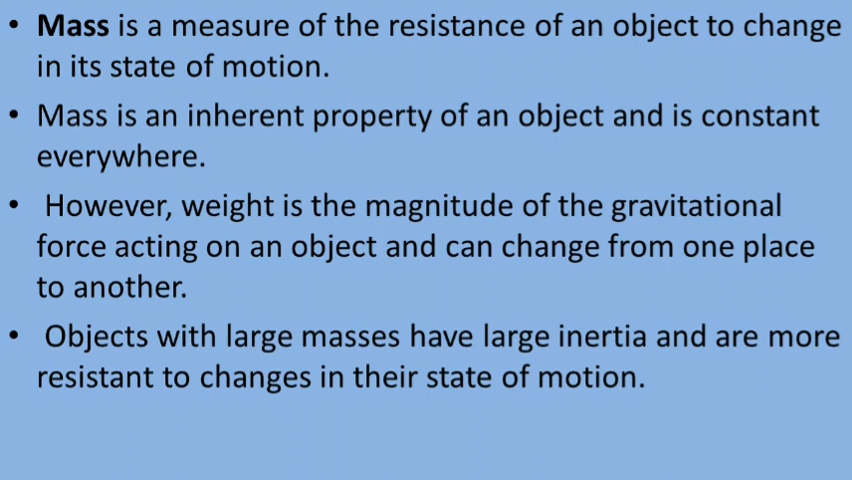 • Mass is a measure of the resistance of an object to change
in its state of motion.
• Mass is an inherent property of an object and is constant
everywhere.
• However, weight is the magnitude of the gravitational
force acting on an object and can change from one place
to another.
• Objects with large masses have large inertia and are more
resistant to changes in their state of motion.